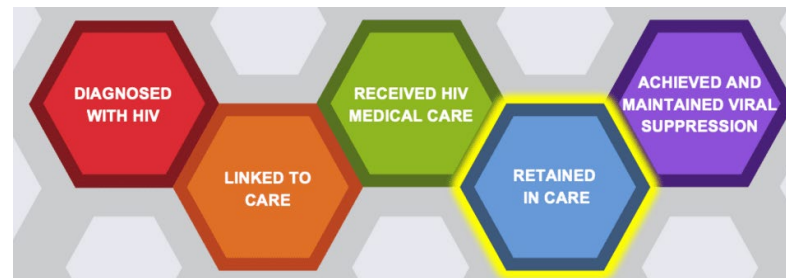 DIAGNOSED
WITH HIV
LINKED TO
CARE
RECEIVED HIV
MEDICAL CARE
RETAINED
IN CARE
ACHIEVED AND
MAINTAINED VIRAL
SUPPRESSION